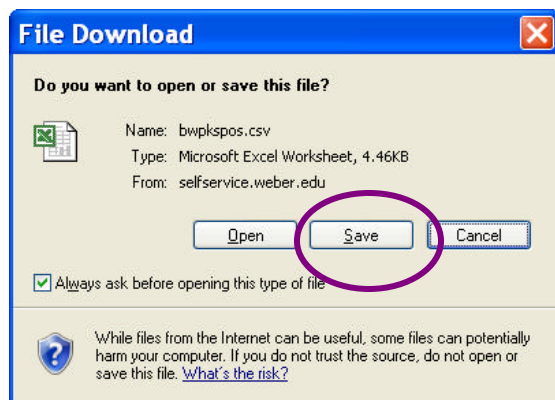 File Download
Do you want to open or save this file?
Name: bwpkspos.csv
Type: Microsoft Excel Worksheet, 4.46KB
From: selfservice.weber.edu
Open Save Cancel
Always ask before opening this type of file
While files from the Internet can be useful, some files can potentially
harm your computer. If you do not trust the source, do not open or
save this file. What's the risk?